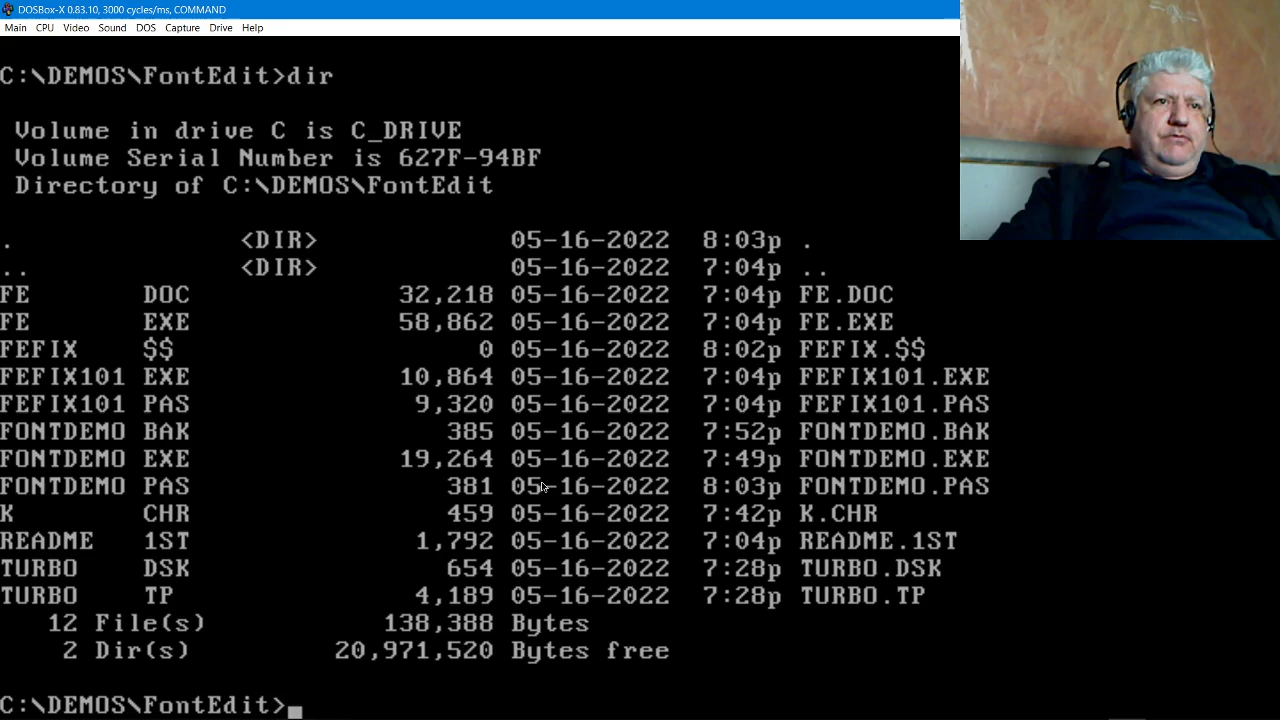 DOSBox-X 0.83.10, 3000 cycles/ms, COMMAND
Main CPU Video Sound DOS Capture Drive Help
C:\DEMOS\FontEdit>dir
Volume in drive C is C_DRIVE
Volume Serial Number is 627F-94BF
Directory of C:\DEMOS\FontEdit
. <DIR> 05-16-2022 8:03p .
.. <DIR> 05-16-2022 7:04p ..
FE DOC 32,218 05-16-2022 7:04p FE.DOC
FE EXE 58,862 05-16-2022 7:04p FE.EXE
FEFIX $$ 0 05-16-2022 8:02p FEFIX.$$
FEFIX101 EXE 10,864 05-16-2022 7:04p FEFIX101.EXE
FEFIX101 PAS 9,320 05-16-2022 7:04p FEFIX101.PAS
FONTDEMO BAK 385 05-16-2022 7:52p FONTDEMO.BAK
FONTDEMO EXE 19,264 05-16-2022 7:49p FONTDEMO.EXE
FONTDEMO PAS 381 05-16-2022 8:03p FONTDEMO.PAS
K CHR 459 05-16-2022 7:42p K.CHR
README 1ST 1,792 05-16-2022 7:04p README.1ST
TURBO DSK 654 05-16-2022 7:28p TURBO.DSK
TURBO TP 4,189 05-16-2022 7:28p TURBO.TP
12 File(s) 138,388 Bytes
2 Dir(s) 20,971,520 Bytes free
C:\DEMOS\FontEdit>